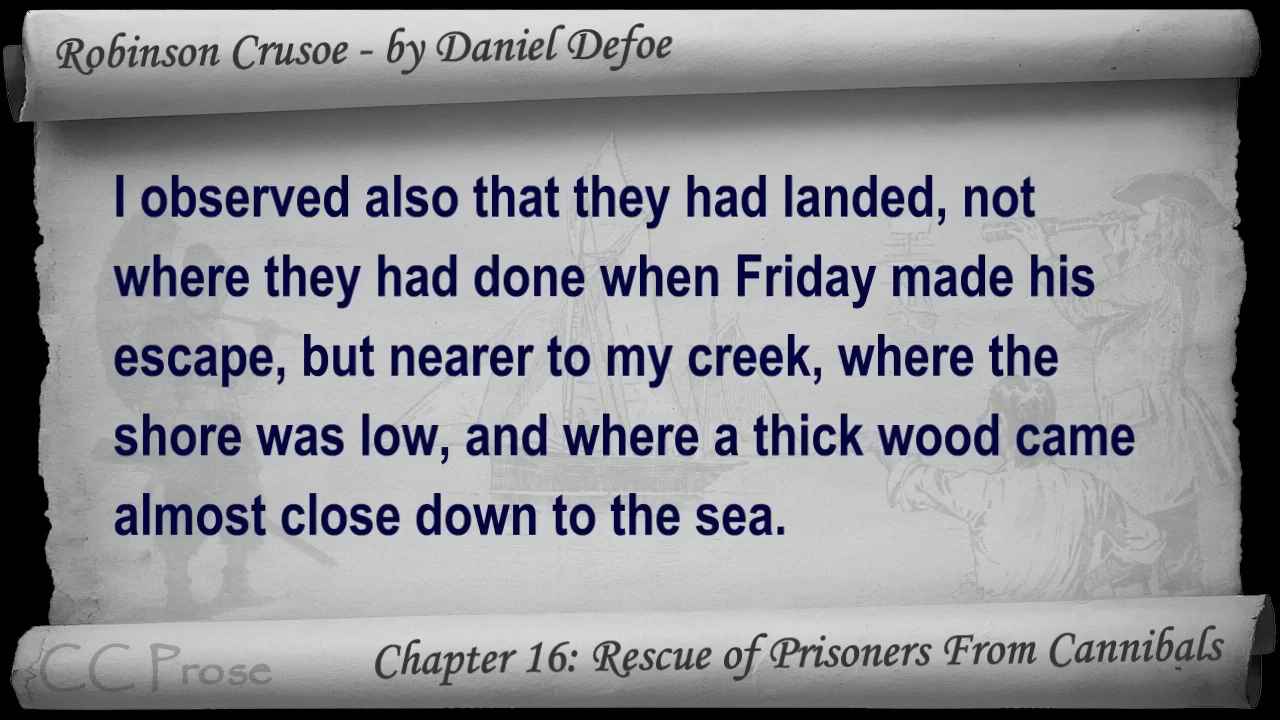 Robinson Crusoe - by Daniel Defoe
I observed also that they had landed, not
where they had done when Friday made his
escape, but nearer to my creek, where the
shore was low, and where a thick wood came
almost close down to the sea.
CC Prose
Chapter 16: Rescue of Prisoners From Cannibals